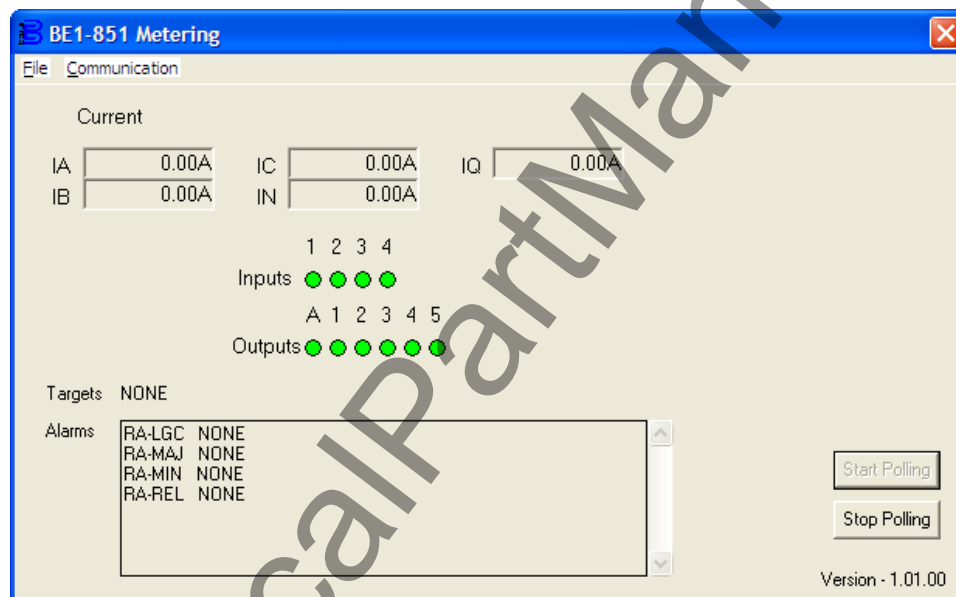 BE1-851 Metering
File Communication
Current
IA 0.00A IC 0.00A IQ 0.00A
IB 0.00A IN 0.00A
1 2 3 4
Inputs
A 1 2 3 4 5
Outputs
Targets NONE
Alarms
RA-LGC NONE
RA-MAJ NONE
RA-MIN NONE
RA-REL NONE
Start Polling
Stop Polling
Version - 1.01.00
calPartMan